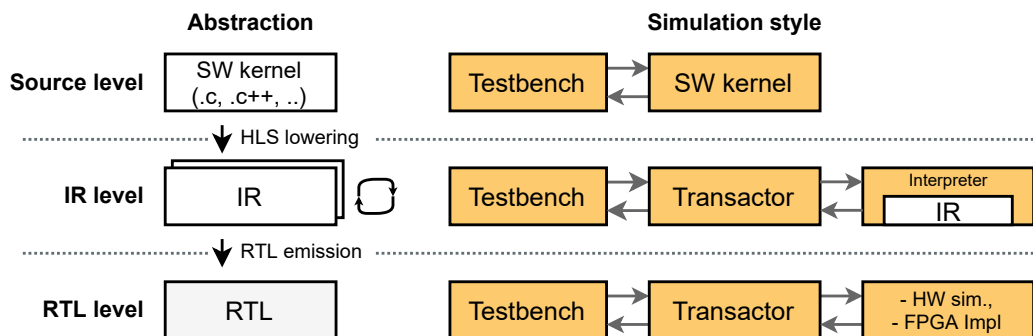 Abstraction
Simulation style
Source level
SW kernel
(.c, .c++, ..)
Testbench
SW kernel
HLS lowering
IR level
IR
Testbench
Transactor
Interpreter
IR
RTL emission
RTL level
RTL
Testbench
Transactor
- HW sim.,
- FPGA Impl